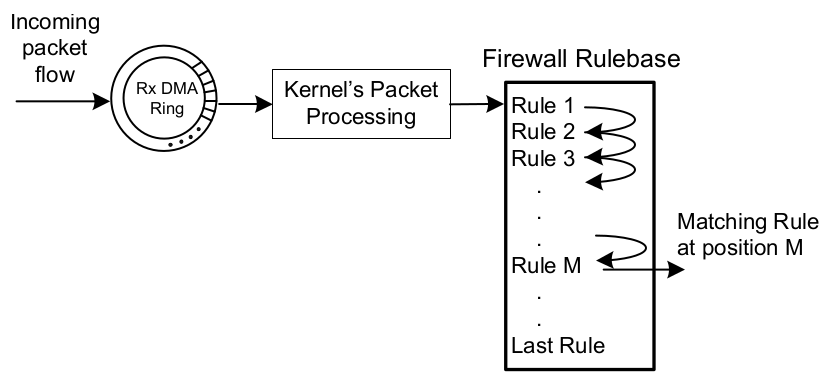 Incoming
packet
flow
Rx DMA
Ring
Kernel's Packet
Processing
Firewall Rulebase
Rule 1
Rule 2
Rule 3
.
.
.
Rule M
.
.
Last Rule
Matching Rule
at position M